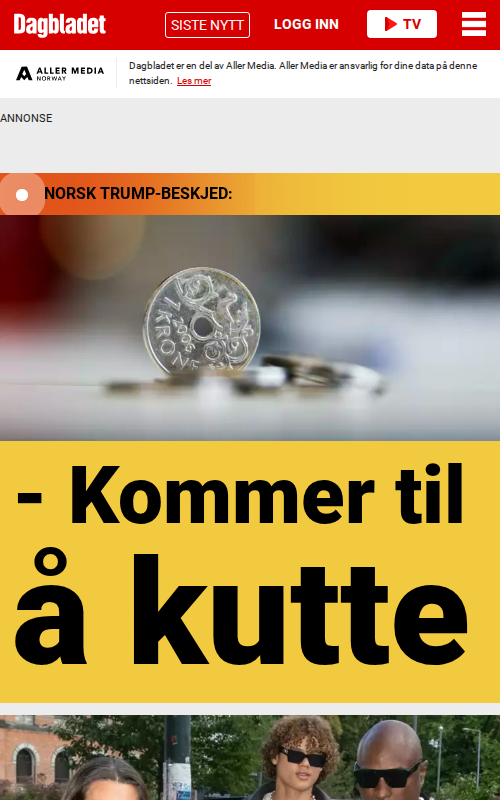 Dagbladet
SISTE NYTT
LOGG INN
TV
ALLER MEDIA
NORWAY
Dagbladet er en del av Aller Media. Aller Media er ansvarlig for dine data på denne
nettsiden. Les mer
ANNONSE
NORSK TRUMP-BESKJED:
1 KRONE
- Kommer til
å kutte